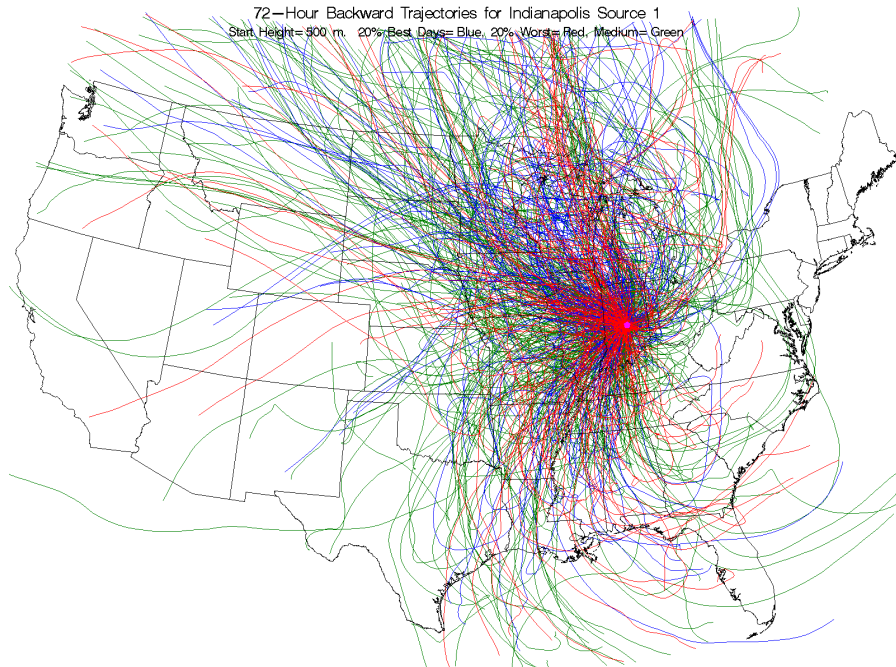 72-Hour Backward Trajectories for Indianapolis Source 1
Start Height= 500 m.  20% Best Days= Blue, 20% Worst= Red, Medium= Green